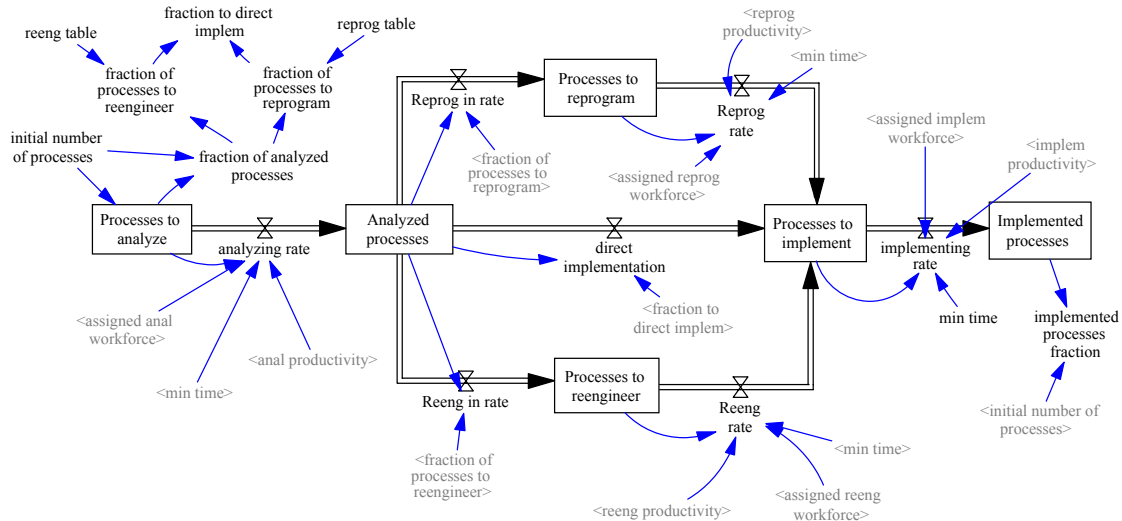 fraction to direct
implem
reprog table
reeng table
fraction of
processes to
reengineer
fraction of
processes to
reprogram
initial number
of processes
fraction of analyzed
processes
Processes to
analyze
analyzing rate
<assigned anal
workforce>
<anal productivity>
<min time>
Analyzed
processes
Reprog in rate
<fraction of
processes to
reprogram>
Processes to
reprogram
<reprog
productivity>
<min time>
Reprog
rate
<assigned reprog
workforce>
direct
implementation
<fraction to
direct implem>
Reeng in rate
<fraction of
processes to
reengineer>
Processes to
reengineer
Reeng
rate
<min time>
<reeng productivity>
<assigned reeng
workforce>
Processes to
implement
<assigned implem
workforce>
<implem
productivity>
implementing
rate
min time
Implemented
processes
implemented
processes
fraction
<initial number of
processes>